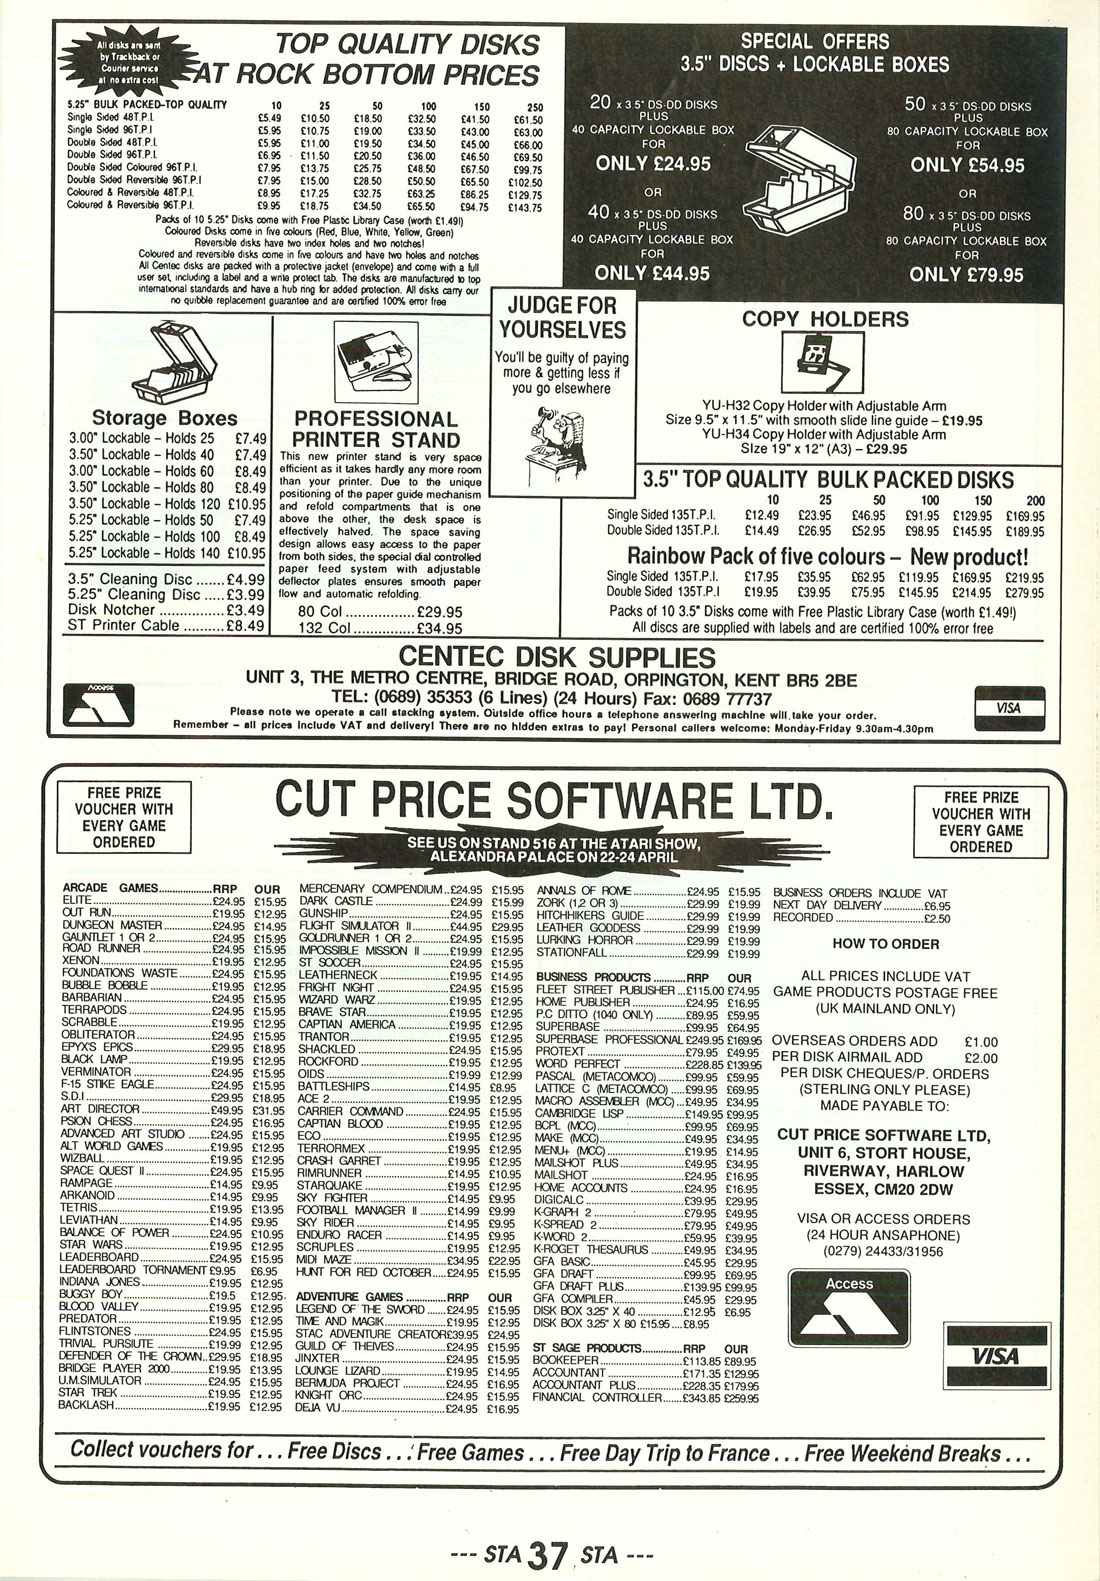 All disks are sent
by Trackback or
Courier service
at no extra cost
TOP QUALITY DISKS
AT ROCK BOTTOM PRICES
5.25" BULK PACKED-TOP QUALITY 10 25 50 100 150 250
Single Sided 48T.P.I. £5.49 £10.50 £18.50 £32.50 £41.50 £61.50
Single Sided 96T.P.I £5.95 £10.75 £19.00 £33.50 £43.00 £63.00
Double Sided 48T.P.I. £5.95 £11.00 £19.50 £34.50 £45.00 £66.00
Double Sided 96T.P.I. £6.95 £11.50 £20.50 £36.00 £46.50 £69.50
Double Sided Coloured 96T.P.I £7.95 £13.75 £25.75 £48.50 £67.50 £99.75
Double Sided Reversible 96T.P.I £7.95 £15.00 £28.50 £50.50 £65.50 £102.50
Coloured & Reversible 48T.P.I. £8.95 £17.25 £32.75 £63.25 £86.25 £129.75
Coloured & Reversible 96T.P.I. £9.95 £18.75 £34.50 £65.50 £94.75 £143.75
Packs of 10 5.25" Disks come with Free Plastic Library Case (worth £1.49!)
Coloured Disks come in five colours (Red, Blue, White, Yellow, Green)
Reversible disks have two index holes and two notches!
Coloured and reversible disks come in five colours and have two holes and notches
All Centec disks are packed with a protective jacket (envelope) and come with a full
user set, including a label and a write protect tab. The disks are manufactured to top
international standards and have a hub ring for added protection. All disks carry our
no quibble replacement guarantee and are certified 100% error free
SPECIAL OFFERS
3.5" DISCS + LOCKABLE BOXES
20 x 3.5" DS-DD DISKS
PLUS
40 CAPACITY LOCKABLE BOX
FOR
ONLY £24.95
OR
40 x 3.5" DS-DD DISKS
PLUS
40 CAPACITY LOCKABLE BOX
FOR
ONLY £44.95
50 x 3.5" DS-DD DISKS
PLUS
80 CAPACITY LOCKABLE BOX
FOR
ONLY £54.95
OR
80 x 3.5" DS-DD DISKS
PLUS
80 CAPACITY LOCKABLE BOX
FOR
ONLY £79.95
Storage Boxes
3.00" Lockable – Holds 25 £7.49
3.50" Lockable – Holds 40 £7.49
3.00" Lockable – Holds 60 £8.49
3.50" Lockable – Holds 80 £8.49
3.50" Lockable – Holds 120 £10.95
5.25" Lockable – Holds 50 £7.49
5.25" Lockable – Holds 100 £8.49
5.25" Lockable – Holds 140 £10.95
3.5" Cleaning Disc .......£4.99
5.25" Cleaning Disc .....£3.99
Disk Notcher .................£3.49
ST Printer Cable ...........£8.49
PROFESSIONAL
PRINTER STAND
This new printer stand is very space
efficient as it takes hardly any more room
than your printer. Due to the unique
positioning of the paper guide mechanism
and refold compartments that is one
above the other, the desk space is
effectively halved. The space saving
design allows easy access to the paper
from both sides, the special dial controlled
paper feed system with adjustable
deflector plates ensures smooth paper
flow and automatic refolding.
80 Col ..................£29.95
132 Col ................£34.95
JUDGE FOR
YOURSELVES
You'll be guilty of paying
more & getting less if
you go elsewhere
COPY HOLDERS
YU-H32 Copy Holder with Adjustable Arm
Size 9.5" x 11.5" with smooth slide line guide – £19.95
YU-H34 Copy Holder with Adjustable Arm
Size 19" x 12" (A3) – £29.95
3.5" TOP QUALITY BULK PACKED DISKS
10 25 50 100 150 200
Single Sided 135T.P.I. £12.49 £23.95 £46.95 £91.95 £129.95 £169.95
Double Sided 135T.P.I. £14.49 £26.95 £52.95 £98.95 £145.95 £189.95
Rainbow Pack of five colours – New product!
Single Sided 135T.P.I. £17.95 £35.95 £62.95 £119.95 £169.95 £219.95
Double Sided 135T.P.I £19.95 £39.95 £75.95 £145.95 £214.95 £279.95
Packs of 10 3.5" Disks come with Free Plastic Library Case (worth £1.49!)
All discs are supplied with labels and are certified 100% error free
CENTEC DISK SUPPLIES
UNIT 3, THE METRO CENTRE, BRIDGE ROAD, ORPINGTON, KENT BR5 2BE
TEL: (0689) 35353 (6 Lines) (24 Hours) Fax: 0689 77737
Please note we operate a call stacking system. Outside office hours a telephone answering machine will take your order.
Remember – all prices include VAT and delivery! There are no hidden extras to pay! Personal callers welcome: Monday-Friday 9.30am-4.30pm
Access
VISA
FREE PRIZE
VOUCHER WITH
EVERY GAME
ORDERED
CUT PRICE SOFTWARE LTD.
SEE US ON STAND 516 AT THE ATARI SHOW,
ALEXANDRA PALACE ON 22-24 APRIL
FREE PRIZE
VOUCHER WITH
EVERY GAME
ORDERED
ARCADE GAMES....................RRP OUR
ELITE....................£24.95 £15.95
OUT RUN....................£19.95 £12.95
DUNGEON MASTER....................£24.95 £14.95
GAUNTLET 1 OR 2....................£24.95 £15.95
ROAD RUNNER....................£24.95 £15.95
XENON....................£19.95 £12.95
FOUNDATIONS WASTE....................£24.95 £15.95
BUBBLE BOBBLE....................£19.95 £12.95
BARBARIAN....................£24.95 £15.95
TERRAPODS....................£24.95 £15.95
SCRABBLE....................£19.95 £12.95
OBLITERATOR....................£24.95 £15.95
EPYX'S EPICS....................£29.95 £18.95
BLACK LAMP....................£19.95 £12.95
VERMINATOR....................£24.95 £15.95
F-15 STIKE EAGLE....................£24.95 £15.95
S.D.I....................£29.95 £18.95
ART DIRECTOR....................£49.95 £31.95
PSION CHESS....................£24.95 £16.95
ADVANCED ART STUDIO ......£24.95 £15.95
ALT WORLD GAMES....................£19.95 £12.95
WIZBALL....................£19.95 £12.95
SPACE QUEST II....................£24.95 £15.95
RAMPAGE....................£14.95 £9.95
ARKANOID....................£14.95 £9.95
TETRIS....................£19.95 £13.95
LEVIATHAN....................£14.95 £9.95
BALANCE OF POWER....................£24.95 £10.95
STAR WARS....................£19.95 £12.95
LEADERBOARD....................£24.95 £15.95
LEADERBOARD TORNAMENT £9.95 £6.95
INDIANA JONES....................£19.95 £12.95
BUGGY BOY....................£19.5 £12.95
BLOOD VALLEY....................£19.95 £12.95
PREDATOR....................£19.95 £12.95
FLINTSTONES....................£24.95 £15.95
TRIVAL PURSIUTE....................£19.99 £12.95
DEFENDER OF THE CROWN..£29.95 £18.95
BRIDGE PLAYER 2000....................£19.95 £13.95
U.M.SIMULATOR....................£24.95 £15.95
STAR TREK....................£19.95 £12.95
BACKLASH....................£19.95 £12.95
MERCENARY COMPENDIUM..£24.95 £15.95
DARK CASTLE....................£24.99 £15.99
GUNSHIP....................£24.95 £15.95
FLIGHT SIMULATOR II....................£44.95 £29.95
GOLDRUNNER 1 OR 2....................£24.95 £15.95
IMPOSSIBLE MISSION II....................£19.99 £12.95
ST SOCCER....................£24.95 £15.95
LEATHERNECK....................£19.95 £14.95
FRIGHT NIGHT....................£24.95 £15.95
WIZARD WARZ....................£19.95 £12.95
BRAVE STAR....................£19.95 £12.95
CAPTIAN AMERICA....................£19.95 £12.95
TRANTOR....................£19.95 £12.95
SHACKLED....................£24.95 £15.95
ROCKFORD....................£19.95 £12.95
OIDS....................£19.99 £12.99
BATTLESHIPS....................£14.95 £8.95
ACE 2....................£19.95 £12.95
CARRIER COMMAND....................£24.95 £15.95
CAPTIAN BLOOD....................£19.95 £12.95
ECO....................£19.95 £12.95
TERRORMEX....................£19.95 £12.95
CRASH GARRET....................£19.95 £12.95
RIMRUNNER....................£14.95 £10.95
STARQUAKE....................£19.95 £12.95
SKY FIGHTER....................£14.95 £9.95
FOOTBALL MANAGER II....................£14.99 £9.99
SKY RIDER....................£14.95 £9.95
ENDURO RACER....................£14.95 £9.95
SCRUPLES....................£19.95 £12.95
MIDI MAZE....................£34.95 £22.95
HUNT FOR RED OCTOBER....£24.95 £15.95
ADVENTURE GAMES ............RRP OUR
LEGEND OF THE SWORD......£24.95 £15.95
TIME AND MAGIK....................£19.95 £12.95
STAC ADVENTURE CREATOR£39.95 £24.95
GUILD OF THEIVES....................£24.95 £15.95
JINXTER....................£24.95 £15.95
LOUNGE LIZARD....................£19.95 £14.95
BERMUDA PROJECT....................£24.95 £16.95
KNIGHT ORC....................£24.95 £15.95
DEJA VU....................£24.95 £16.95
ANNALS OF ROME....................£24.95 £15.95
ZORK (1,2 OR 3)....................£29.99 £19.99
HITCHHIKERS GUIDE....................£29.99 £19.99
LEATHER GODDESS....................£29.99 £19.99
LURKING HORROR....................£29.99 £19.99
STATIONFALL....................£29.99 £19.99
BUSINESS PRODUCTS ........RRP OUR
FLEET STREET PUBLISHER ...£115.00 £74.95
HOME PUBLISHER....................£24.95 £16.95
P.C DITTO (1040 ONLY)........£89.95 £59.95
SUPERBASE....................£99.95 £64.95
SUPERBASE PROFESSIONAL £249.95 £169.95
PROTEXT....................£79.95 £49.95
WORD PERFECT....................£228.85 £139.95
PASCAL (METACOMCO)........£99.95 £59.95
LATTICE C (METACOMCO)......£99.95 £69.95
MACRO ASSEMBLER (MCC)...£49.95 £34.95
CAMBRIDGE LISP....................£149.95 £99.95
BCPL (MCC)....................£99.95 £69.95
MAKE (MCC)....................£49.95 £34.95
MENU+ (MCC)....................£19.95 £14.95
MAILSHOT PLUS....................£49.95 £34.95
MAILSHOT....................£24.95 £16.95
HOME ACCOUNTS....................£24.95 £16.95
DIGICALC....................£39.95 £29.95
K-GRAPH 2....................£79.95 £49.95
K-SPREAD 2....................£79.95 £49.95
K-WORD 2....................£59.95 £39.95
K-ROGET THESAURUS........£49.95 £34.95
GFA BASIC....................£45.95 £29.95
GFA DRAFT....................£99.95 £69.95
GFA DRAFT PLUS....................£139.95 £99.95
GFA COMPILER....................£45.95 £29.95
DISK BOX 3.25" X 40............£12.95 £6.95
DISK BOX 3.25" X 80 £15.95....£8.95
ST SAGE PRODUCTS..........RRP OUR
BOOKEEPER....................£113.85 £89.95
ACCOUNTANT....................£171.35 £129.95
ACCOUNTANT PLUS....................£228.35 £179.95
FINANCIAL CONTROLLER......£343.85 £259.95
BUSINESS ORDERS INCLUDE VAT
NEXT DAY DELIVERY............£6.95
RECORDED....................£2.50
HOW TO ORDER
ALL PRICES INCLUDE VAT
GAME PRODUCTS POSTAGE FREE
(UK MAINLAND ONLY)
OVERSEAS ORDERS ADD £1.00
PER DISK AIRMAIL ADD £2.00
PER DISK CHEQUES/P. ORDERS
(STERLING ONLY PLEASE)
MADE PAYABLE TO:
CUT PRICE SOFTWARE LTD,
UNIT 6, STORT HOUSE,
RIVERWAY, HARLOW
ESSEX, CM20 2DW
VISA OR ACCESS ORDERS
(24 HOUR ANSAPHONE)
(0279) 24433/31956
Access
VISA
Collect vouchers for . . . Free Discs . . . Free Games . . . Free Day Trip to France . . . Free Weekend Breaks . . .
--- STA 37 STA ---